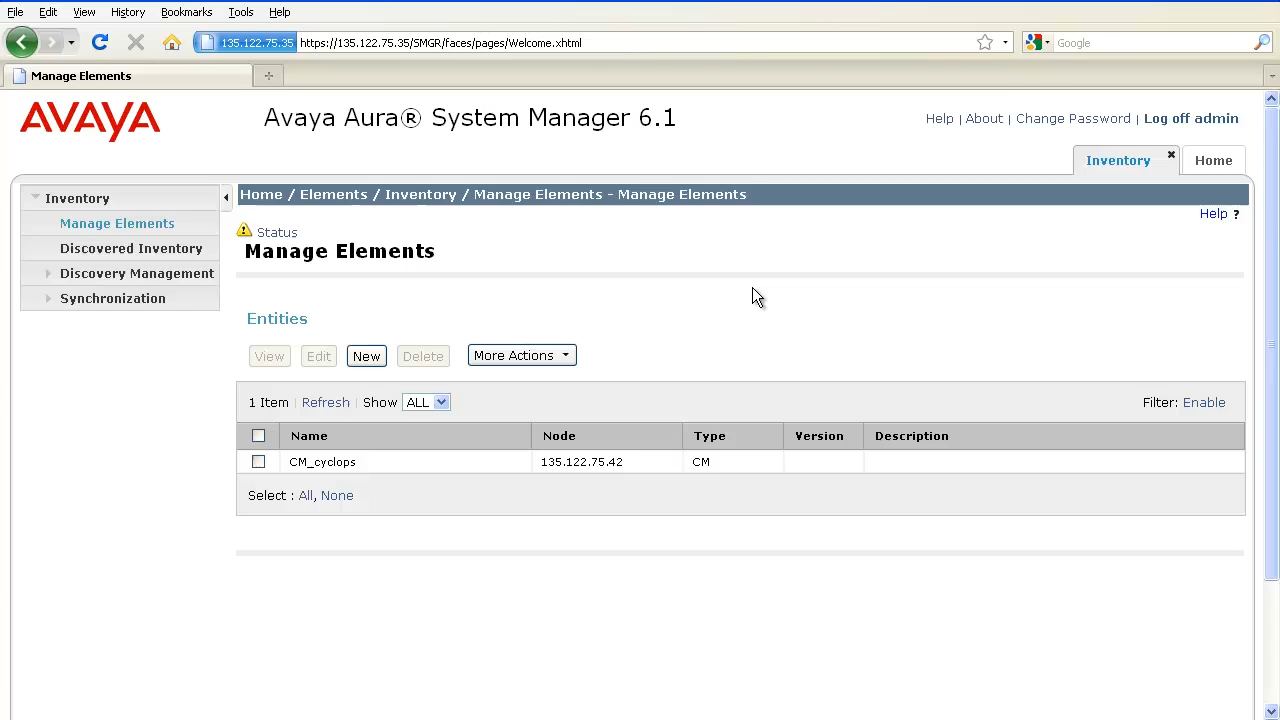 File Edit View History Bookmarks Tools Help
135.122.75.35 https://135.122.75.35/SMGR/faces/pages/Welcome.xhtml Google
Manage Elements
AVAYA
Avaya Aura® System Manager 6.1
Help | About | Change Password | Log off admin
Inventory Home
Inventory
Manage Elements
Discovered Inventory
Discovery Management
Synchronization
Home / Elements / Inventory / Manage Elements - Manage Elements
Help ?
Status
Manage Elements
Entities
View Edit New Delete More Actions
1 Item | Refresh | Show ALL Filter: Enable
Name Node Type Version Description
CM_cyclops 135.122.75.42 CM
Select : All, None